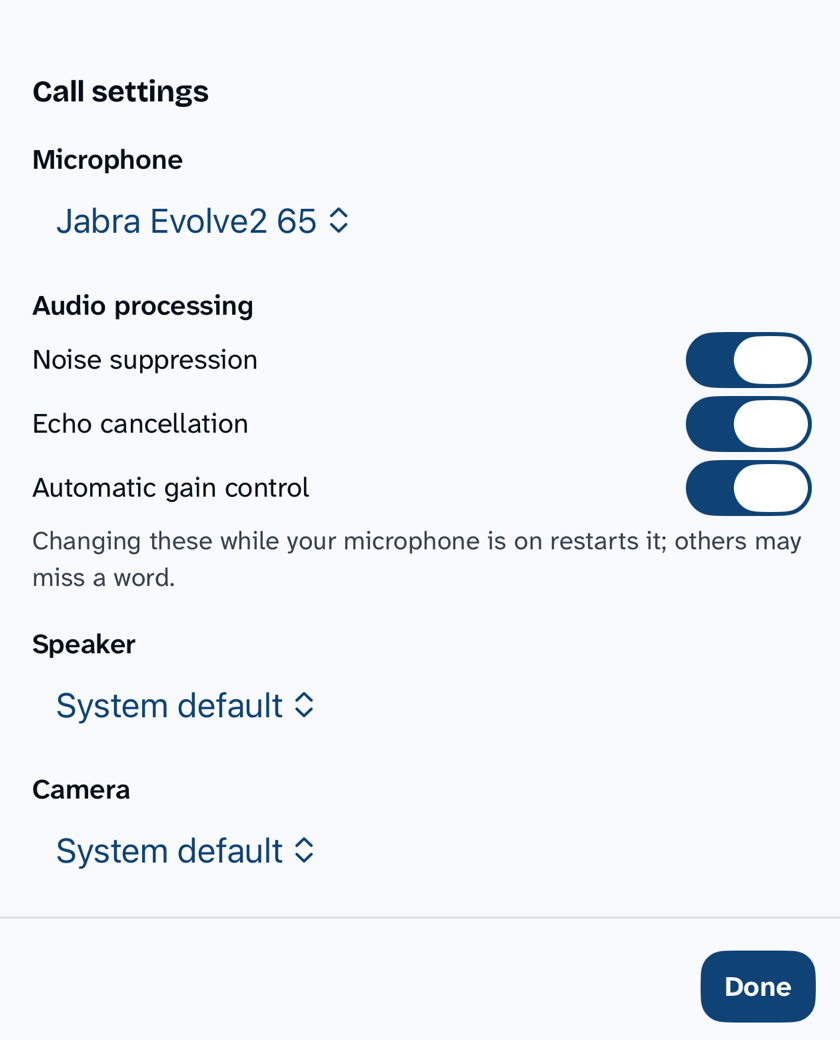 Call settings
Microphone
Jabra Evolve2 65
Audio processing
Noise suppression
Echo cancellation
Automatic gain control
Changing these while your microphone is on restarts it; others may
miss a word.
Speaker
System default
Camera
System default
Done